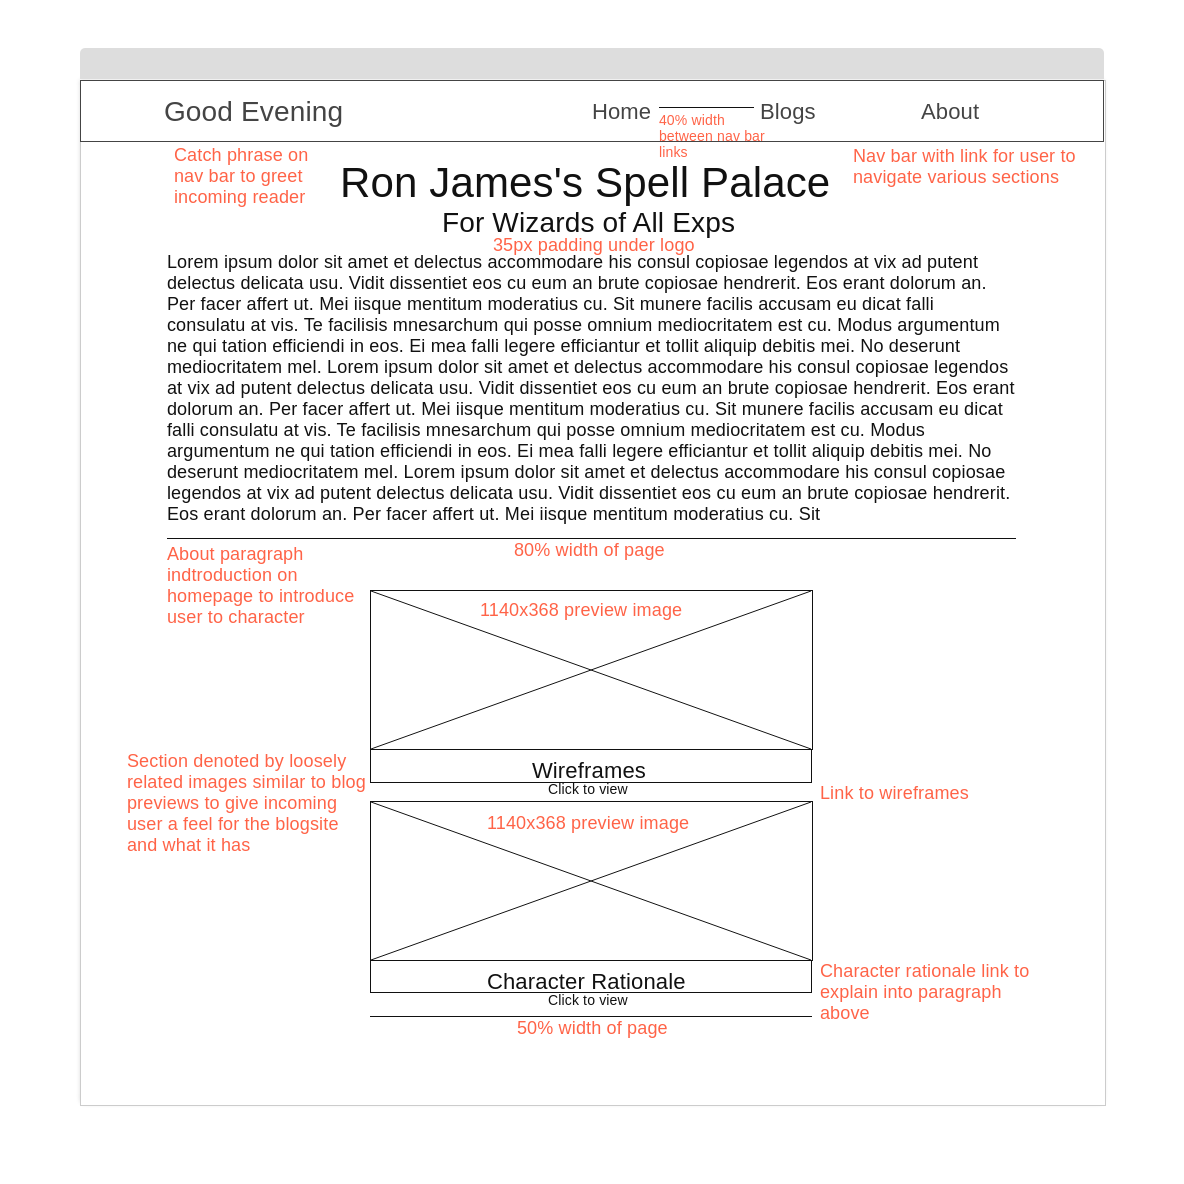 Good Evening
Home
Blogs
About
40% width
between nav bar
links
Catch phrase on
nav bar to greet
incoming reader
Nav bar with link for user to
navigate various sections
Ron James's Spell Palace
For Wizards of All Exps
35px padding under logo
Lorem ipsum dolor sit amet et delectus accommodare his consul copiosae legendos at vix ad putent
delectus delicata usu. Vidit dissentiet eos cu eum an brute copiosae hendrerit. Eos erant dolorum an.
Per facer affert ut. Mei iisque mentitum moderatius cu. Sit munere facilis accusam eu dicat falli
consulatu at vis. Te facilisis mnesarchum qui posse omnium mediocritatem est cu. Modus argumentum
ne qui tation efficiendi in eos. Ei mea falli legere efficiantur et tollit aliquip debitis mei. No deserunt
mediocritatem mel. Lorem ipsum dolor sit amet et delectus accommodare his consul copiosae legendos
at vix ad putent delectus delicata usu. Vidit dissentiet eos cu eum an brute copiosae hendrerit. Eos erant
dolorum an. Per facer affert ut. Mei iisque mentitum moderatius cu. Sit munere facilis accusam eu dicat
falli consulatu at vis. Te facilisis mnesarchum qui posse omnium mediocritatem est cu. Modus
argumentum ne qui tation efficiendi in eos. Ei mea falli legere efficiantur et tollit aliquip debitis mei. No
deserunt mediocritatem mel. Lorem ipsum dolor sit amet et delectus accommodare his consul copiosae
legendos at vix ad putent delectus delicata usu. Vidit dissentiet eos cu eum an brute copiosae hendrerit.
Eos erant dolorum an. Per facer affert ut. Mei iisque mentitum moderatius cu. Sit
80% width of page
About paragraph
indtroduction on
homepage to introduce
user to character
1140x368 preview image
Wireframes
Click to view
Section denoted by loosely
related images similar to blog
previews to give incoming
user a feel for the blogsite
and what it has
Link to wireframes
1140x368 preview image
Character Rationale
Click to view
Character rationale link to
explain into paragraph
above
50% width of page